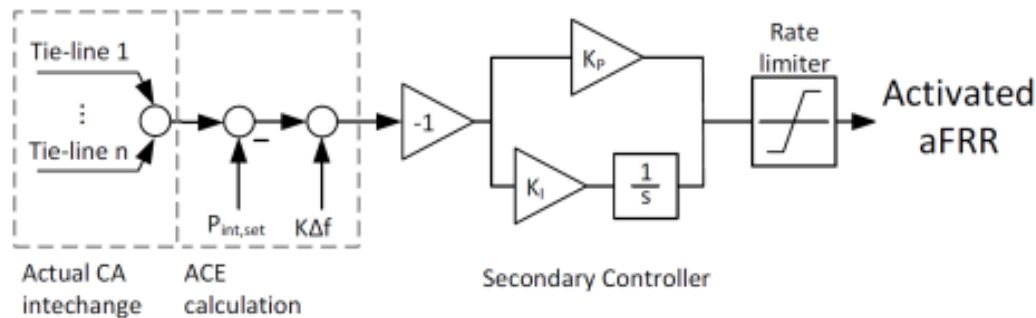 Tie-line 1
⋮
Tie-line n
P_int,set
KΔf
-1
K_P
K_I
1
s
Rate
limiter
Activated
aFRR
Actual CA
intechange
ACE
calculation
Secondary Controller